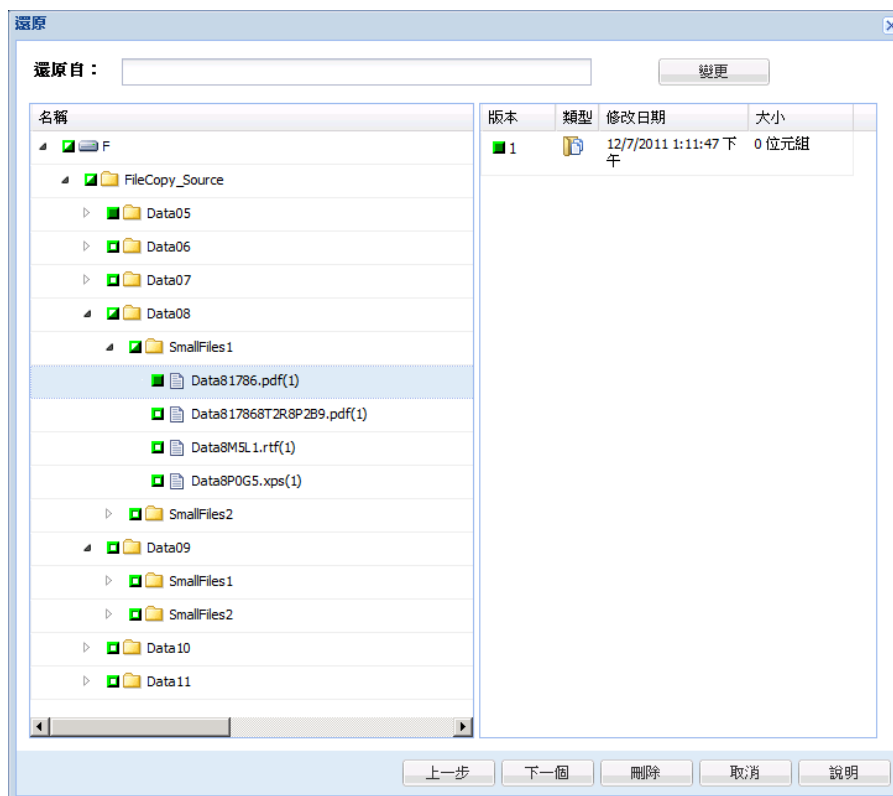 還原
還原自：
變更
名稱
F
FileCopy_Source
Data05
Data06
Data07
Data08
SmallFiles1
Data81786.pdf(1)
Data817868T2R8P2B9.pdf(1)
Data8M5L1.rtf(1)
Data8P0G5.xps(1)
SmallFiles2
Data09
SmallFiles1
SmallFiles2
Data10
Data11
版本 類型 修改日期 大小
1 12/7/2011 1:11:47 下午 0 位元組
上一步 下一個 刪除 取消 說明